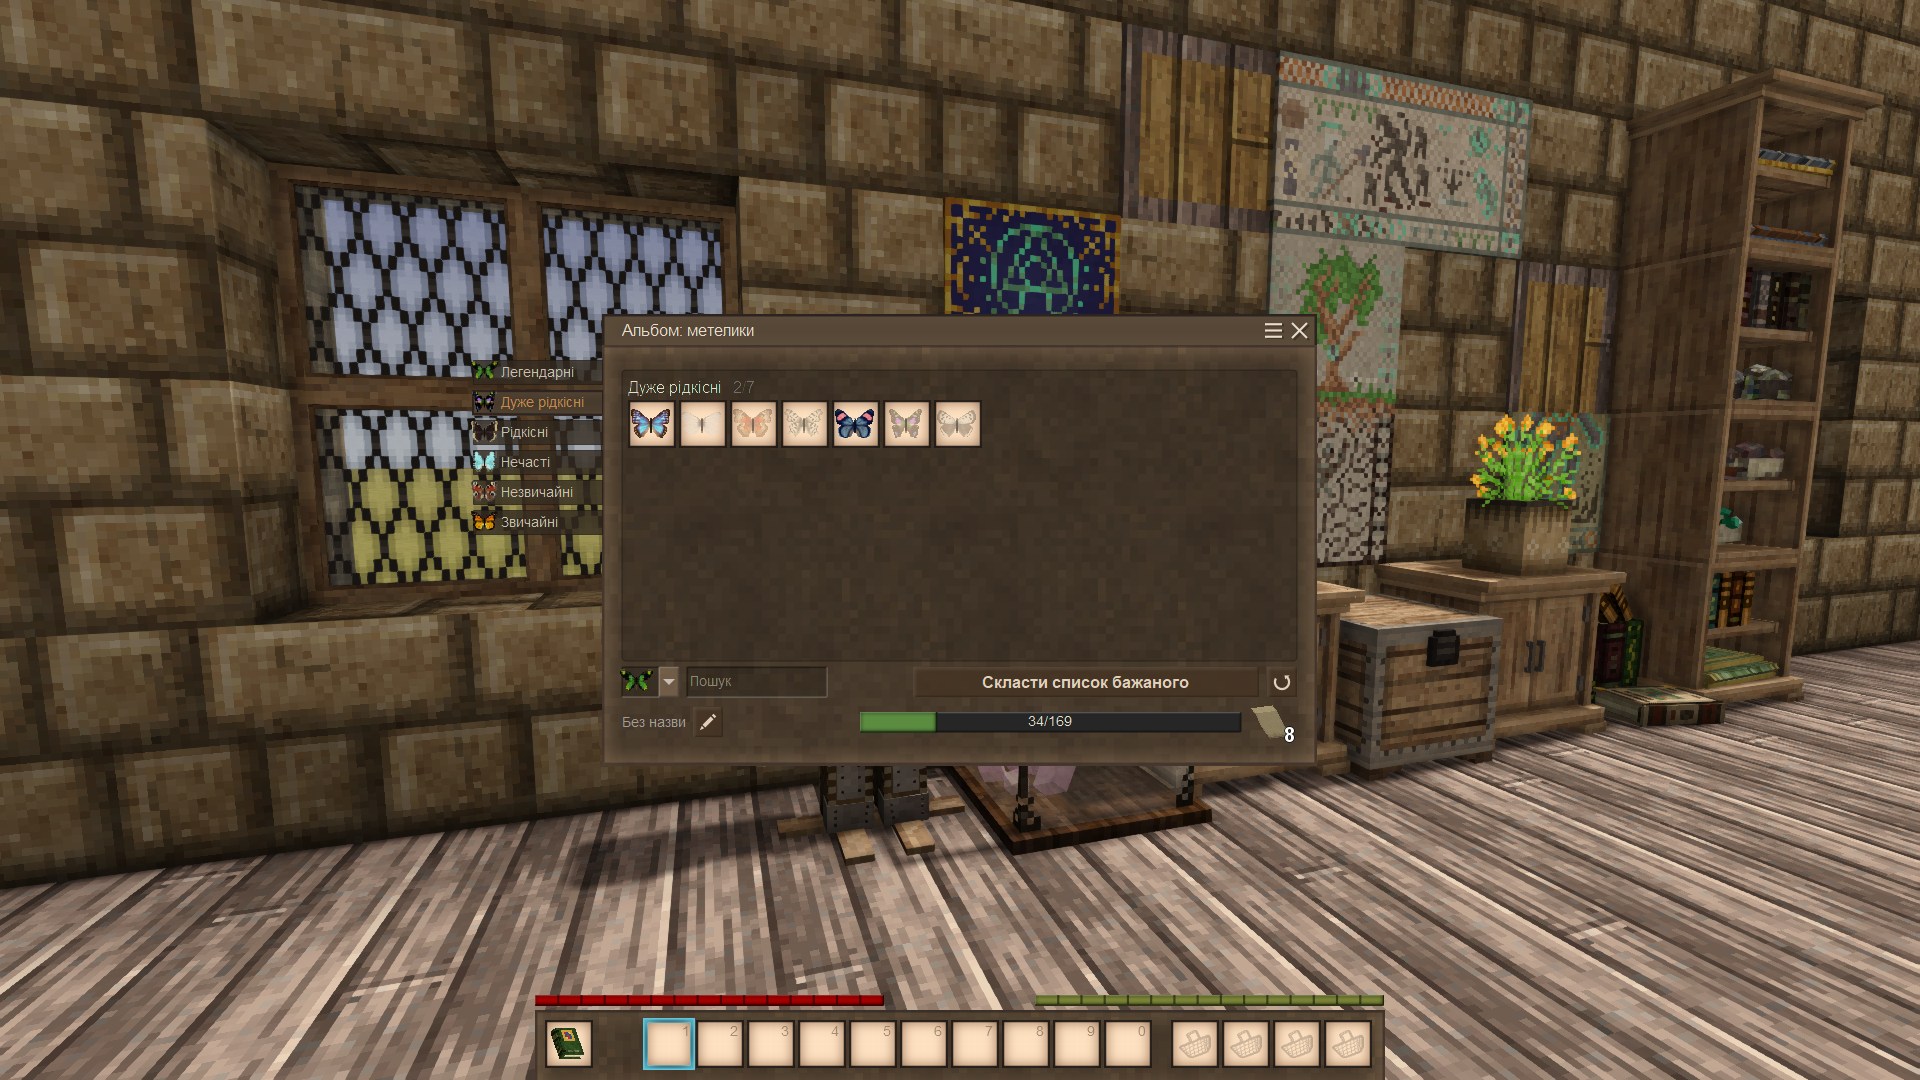 Альбом: метелики
Легендарні
Дуже рідкісні
Рідкісні
Нечасті
Незвичайні
Звичайні
Дуже рідкісні 2/7
Пошук
Скласти список бажаного
Без назви
34/169
8
1 2 3 4 5 6 7 8 9 0